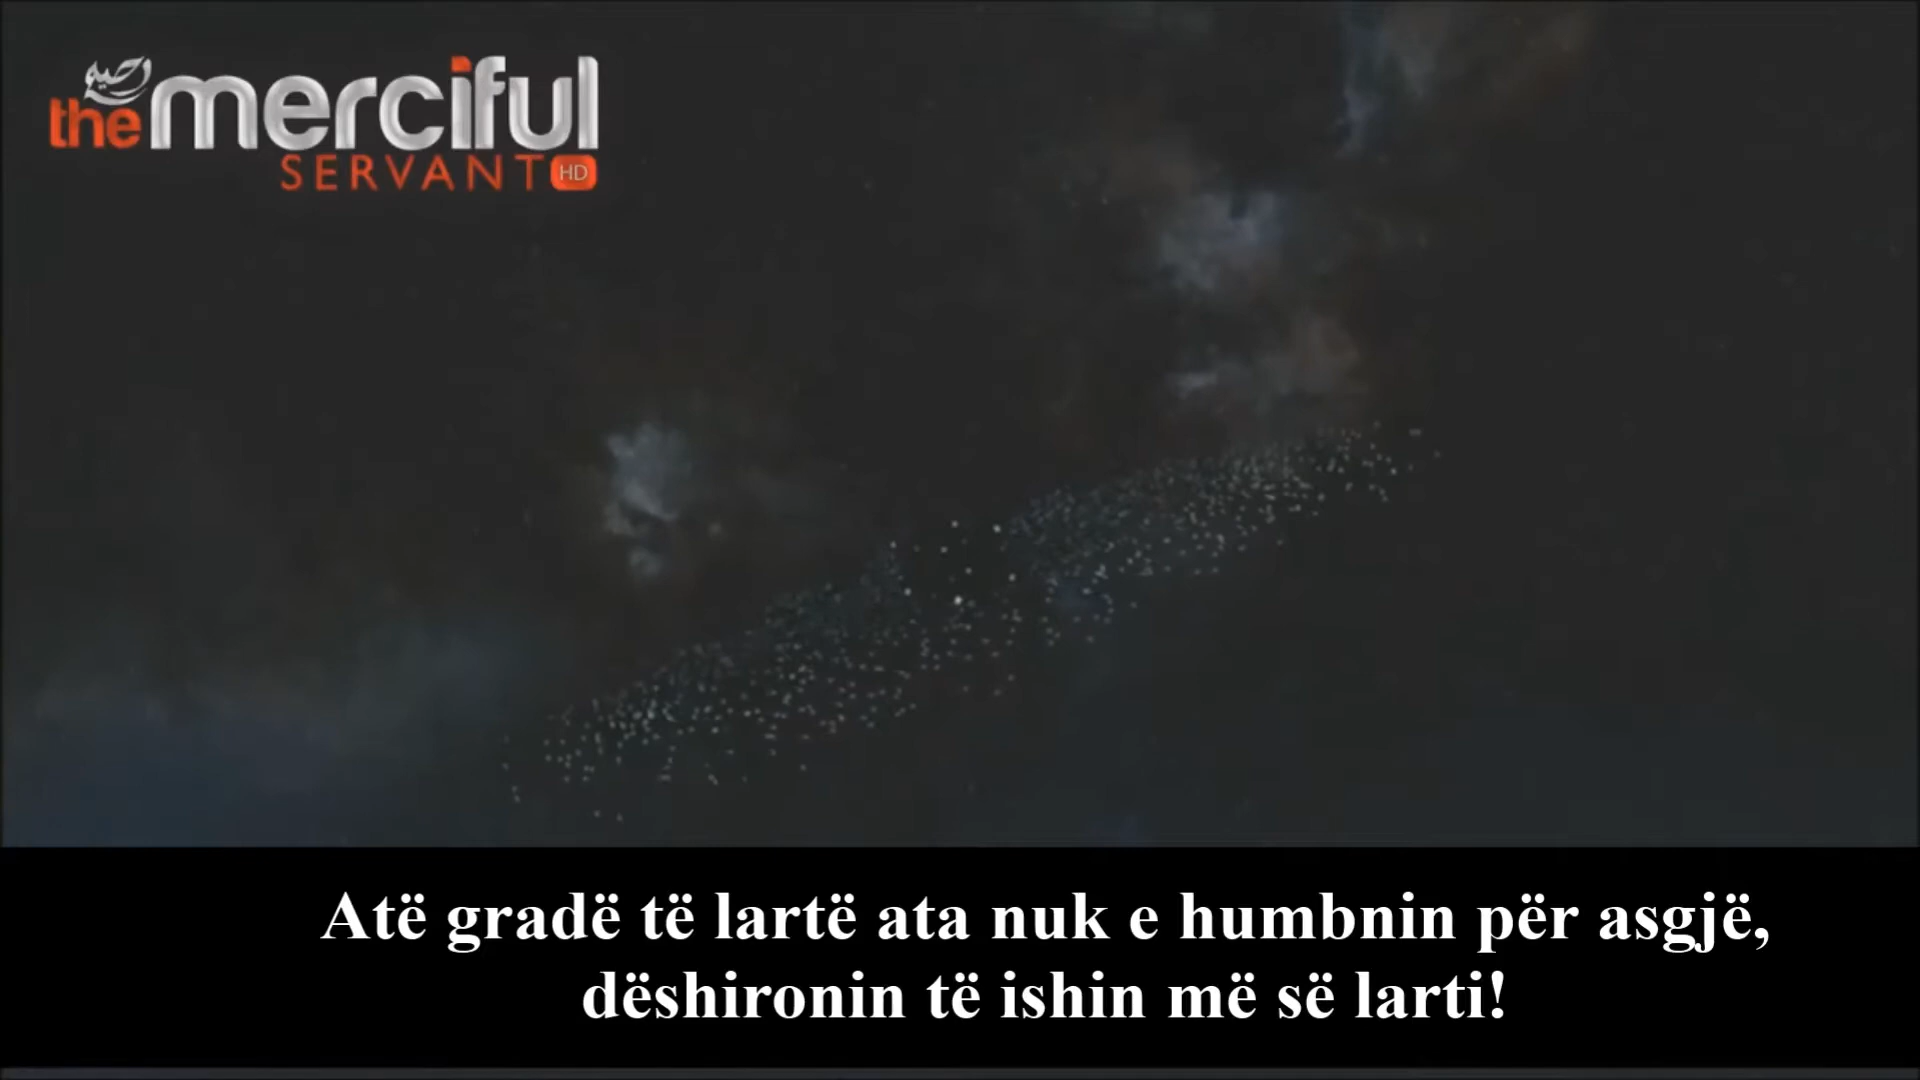 the merciful
SERVANT HD
Atë gradë të lartë ata nuk e humbnin për asgjë,
dëshironin të ishin më së larti!